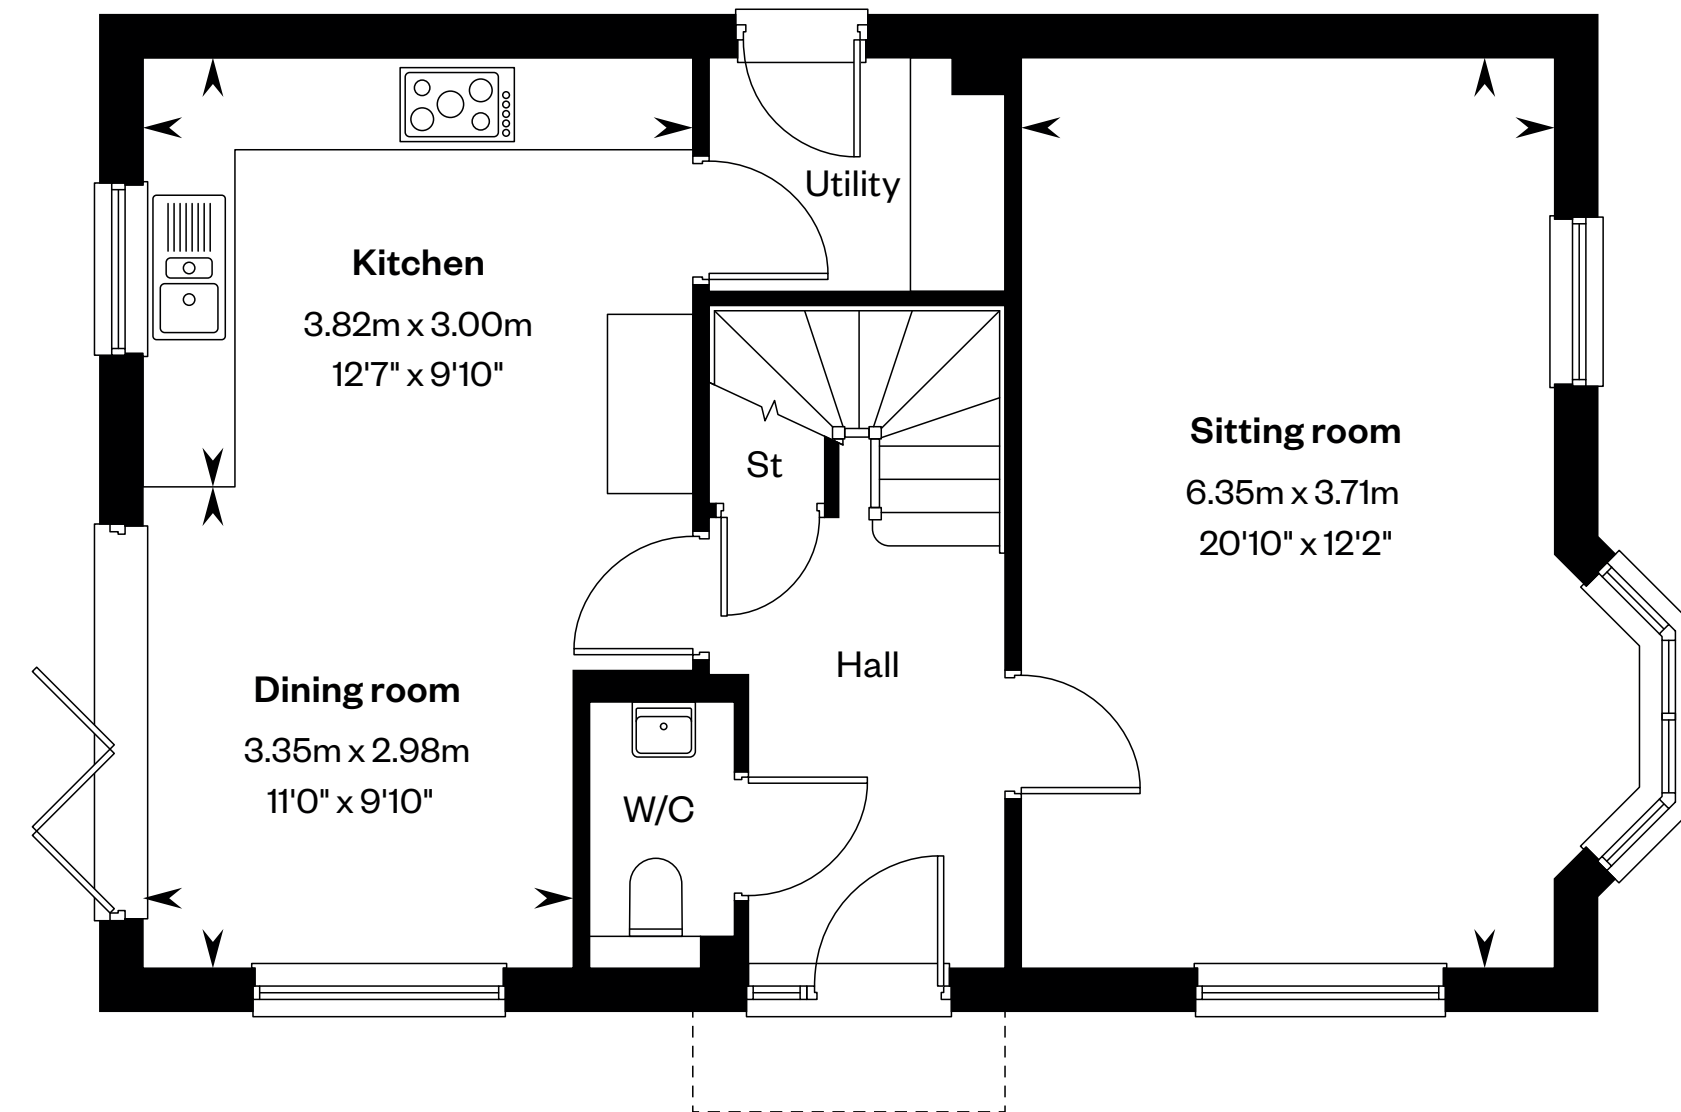 Utility
Kitchen
3.82m x 3.00m
12'7" x 9'10"
St
Sitting room
6.35m x 3.71m
20'10" x 12'2"
Hall
Dining room
3.35m x 2.98m
11'0" x 9'10"
W/C